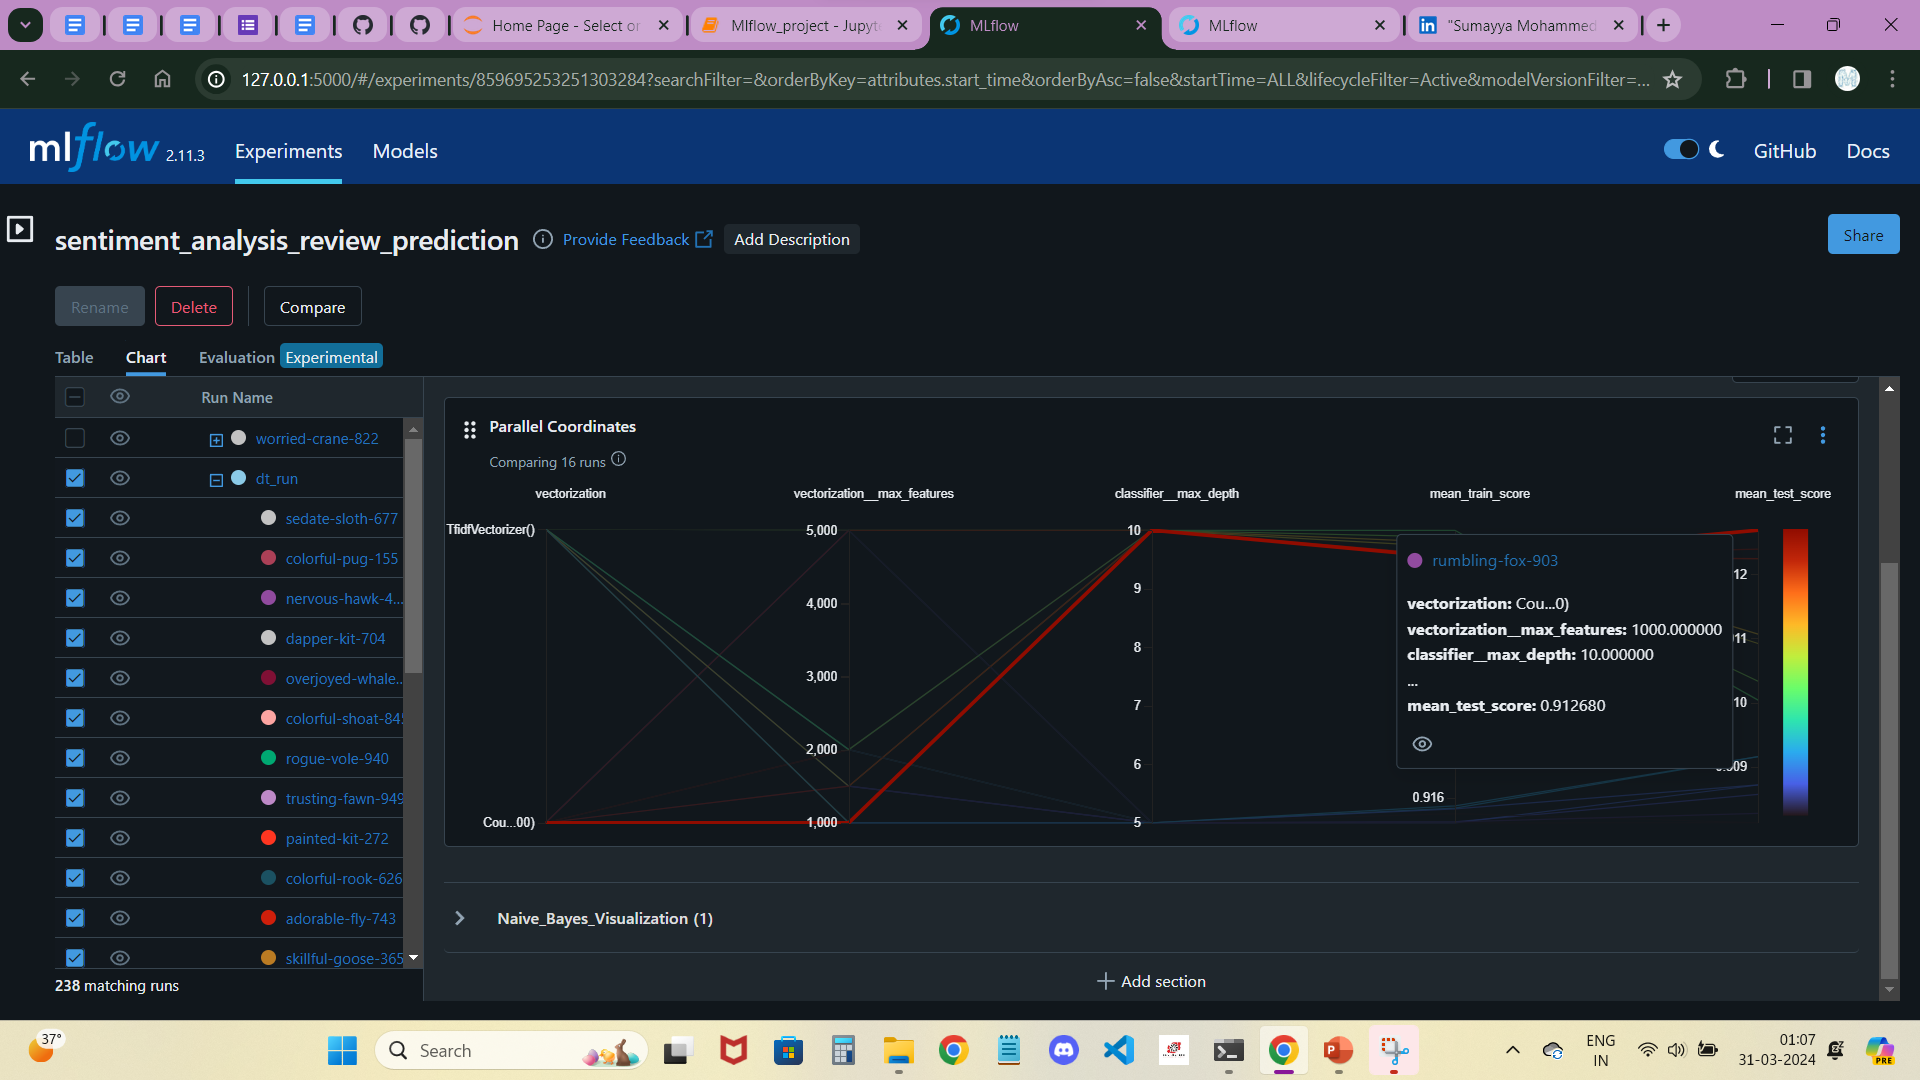 Home Page - Select or
Mlflow_project - Jupyte
MLflow
MLflow
"Sumayya Mohammed
127.0.0.1:5000/#/experiments/859695253251303284?searchFilter=&orderByKey=attributes.start_time&orderByAsc=false&startTime=ALL&lifecycleFilter=Active&modelVersionFilter=...
mlflow 2.11.3
Experiments
Models
GitHub
Docs
sentiment_analysis_review_prediction
Provide Feedback
Add Description
Share
Rename
Delete
Compare
Table
Chart
Evaluation
Experimental
Run Name
worried-crane-822
dt_run
sedate-sloth-677
colorful-pug-155
nervous-hawk-4...
dapper-kit-704
overjoyed-whale...
colorful-shoat-845
rogue-vole-940
trusting-fawn-949
painted-kit-272
colorful-rook-626
adorable-fly-743
skillful-goose-365
238 matching runs
Parallel Coordinates
Comparing 16 runs
vectorization
vectorization__max_features
classifier__max_depth
mean_train_score
mean_test_score
TfidfVectorizer()
Cou...00)
5,000
4,000
3,000
2,000
1,000
10
9
8
7
6
5
0.916
12
11
10
0.909
rumbling-fox-903
vectorization: Cou...0)
vectorization__max_features: 1000.000000
classifier__max_depth: 10.000000
...
mean_test_score: 0.912680
Naive_Bayes_Visualization (1)
Add section
37°
Search
ENG
IN
01:07
31-03-2024
PRE